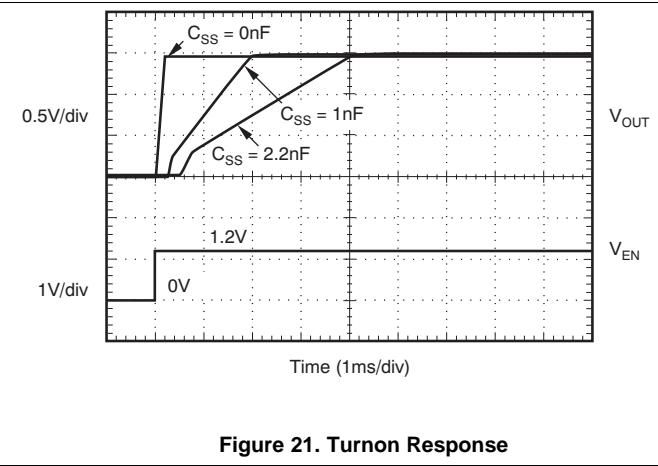 C_SS = 0nF
0.5V/div
C_SS = 1nF
V_OUT
C_SS = 2.2nF
1.2V
V_EN
1V/div
0V
Time (1ms/div)
Figure 21. Turnon Response